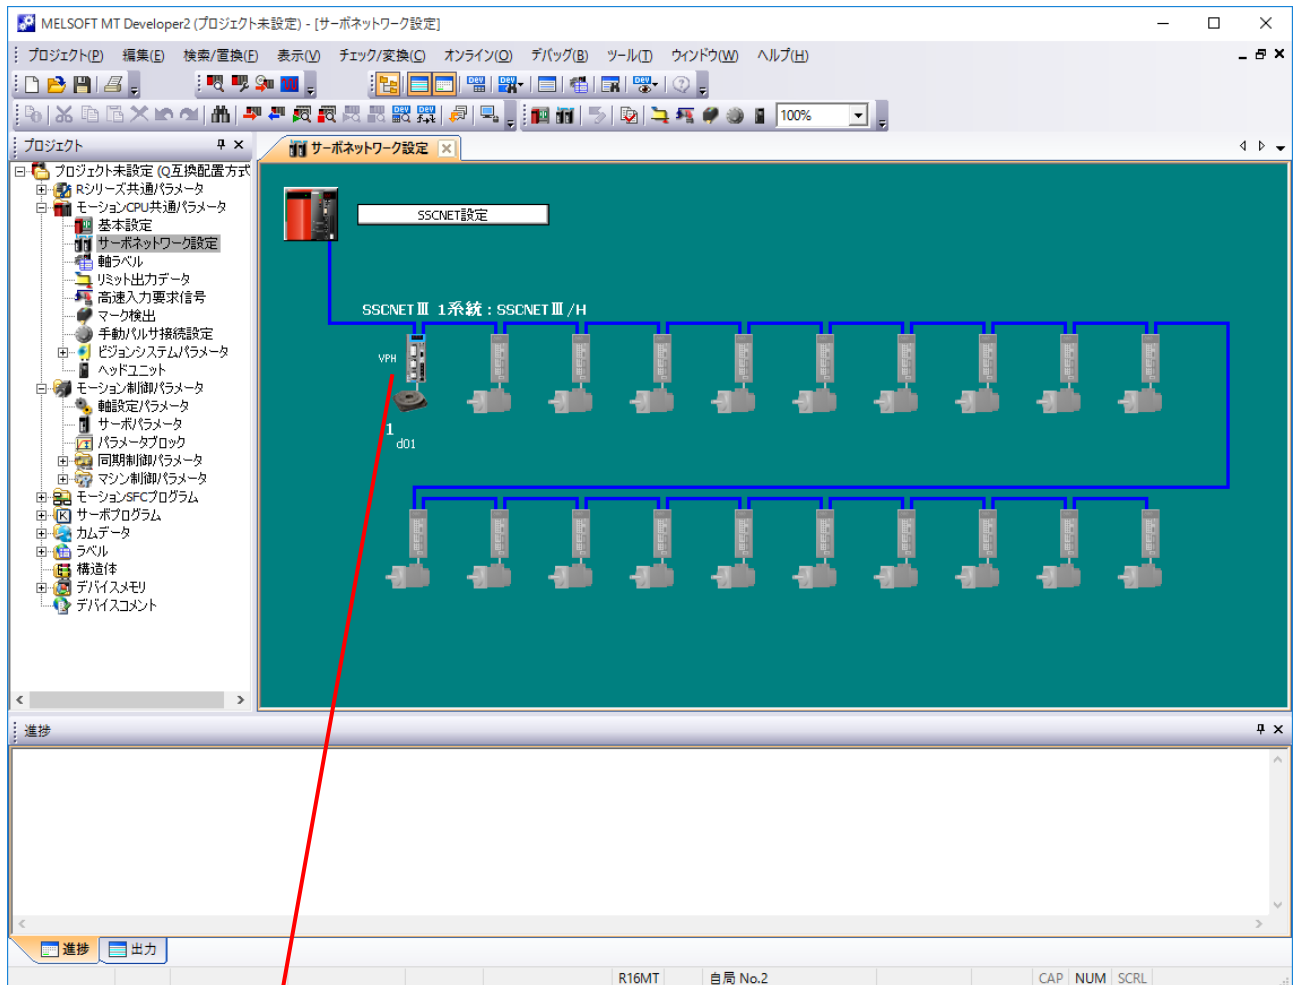 MELSOFT MT Developer2 (プロジェクト未設定) - [サーボネットワーク設定]
プロジェクト(P) 編集(E) 検索/置換(F) 表示(V) チェック/変換(C) オンライン(O) デバッグ(B) ツール(T) ウィンドウ(W) ヘルプ(H)
100%
プロジェクト
サーボネットワーク設定
プロジェクト未設定 (Q互換配置方式
Rシリーズ共通パラメータ
モーションCPU共通パラメータ
基本設定
サーボネットワーク設定
軸ラベル
リミット出力データ
高速入力要求信号
マーク検出
手動パルサ接続設定
ビジョンシステムパラメータ
ヘッドユニット
モーション制御パラメータ
軸設定パラメータ
サーボパラメータ
パラメータブロック
同期制御パラメータ
マシン制御パラメータ
モーションSFCプログラム
サーボプログラム
カムデータ
ラベル
構造体
デバイスメモリ
デバイスコメント
SSCNET設定
SSCNETⅢ 1系統 : SSCNETⅢ/H
VPH
1
d01
進捗
進捗 出力
R16MT 自局 No.2 CAP NUM SCRL